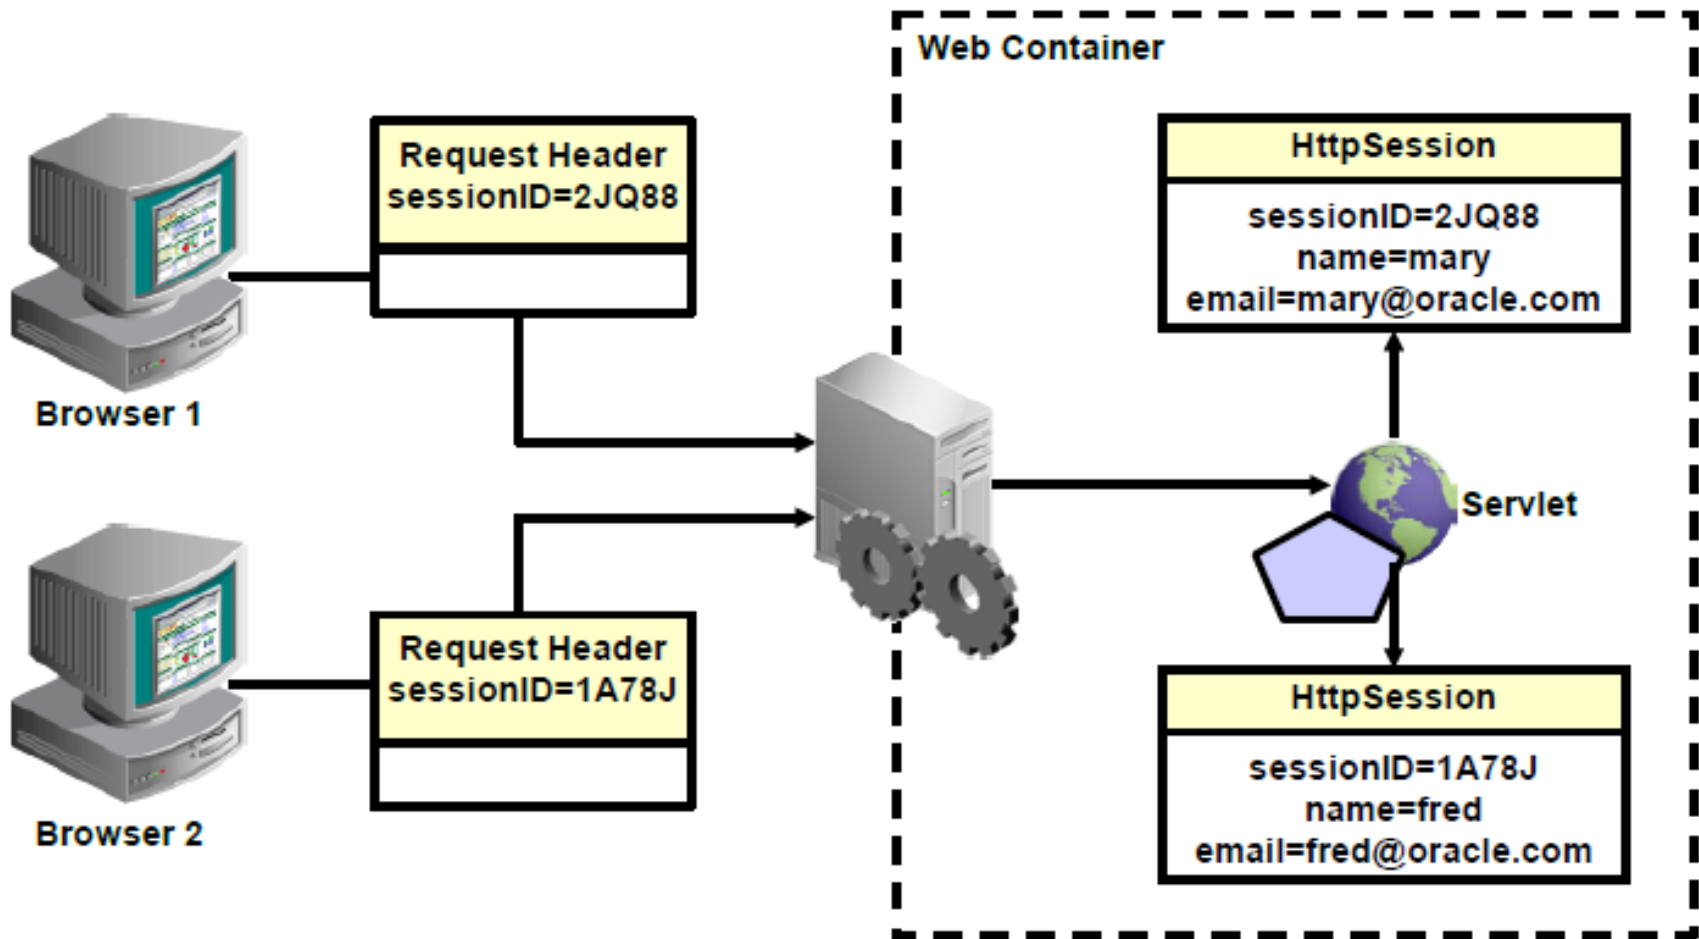 Web Container
Request Header
sessionID=2JQ88
HttpSession
sessionID=2JQ88
name=mary
email=mary@oracle.com
Browser 1
Servlet
Request Header
sessionID=1A78J
HttpSession
sessionID=1A78J
name=fred
email=fred@oracle.com
Browser 2